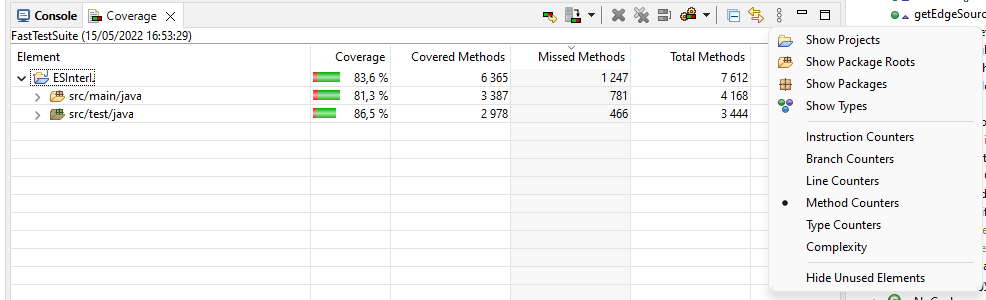 Console Coverage
getEdgeSour
FastTestSuite (15/05/2022 16:53:29)
Element Coverage Covered Methods Missed Methods Total Methods
ESInterl. 83,6 % 6 365 1 247 7 612
src/main/java 81,3 % 3 387 781 4 168
src/test/java 86,5 % 2 978 466 3 444
Show Projects
Show Package Roots
Show Packages
Show Types
Instruction Counters
Branch Counters
Line Counters
Method Counters
Type Counters
Complexity
Hide Unused Elements